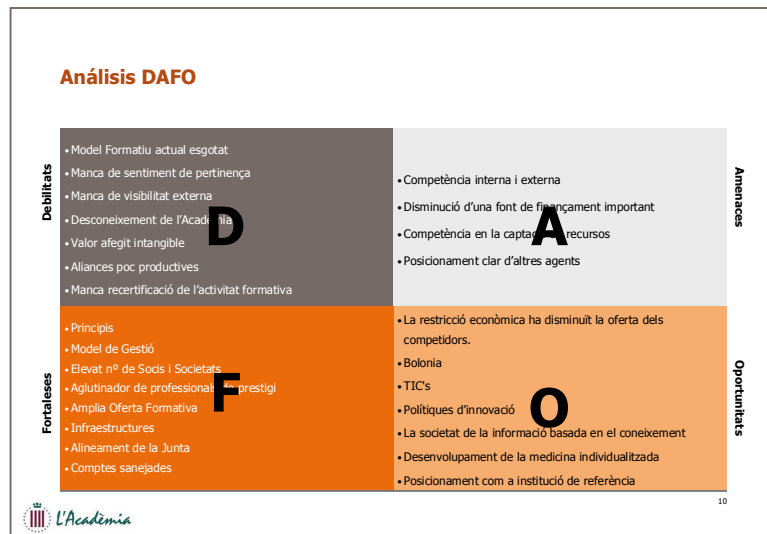 Análisis DAFO
Debilitats
• Model Formatiu actual esgotat
• Manca de sentiment de pertinença
• Manca de visibilitat externa
• Desconeixement de l'Acadèmia
• Valor afegit intangible
• Aliances poc productives
• Manca recertificació de l'activitat formativa
D
• Competència interna i externa
• Disminució d'una font de finançament important
• Competència en la captació recursos
• Posicionament clar d'altres agents
A
Amenaces
Fortaleses
• Principis
• Model de Gestió
• Elevat nº de Socis i Societats
• Aglutinador de professionals de prestigi
• Amplia Oferta Formativa
• Infraestructures
• Alineament de la Junta
• Comptes sanejades
F
• La restricció econòmica ha disminuït la oferta dels
competidors.
• Bolonia
• TIC's
• Polítiques d'innovació
• La societat de la informació basada en el coneixement
• Desenvolupament de la medicina individualitzada
• Posicionament com a institució de referència
O
Oportunitats
10
L'Acadèmia